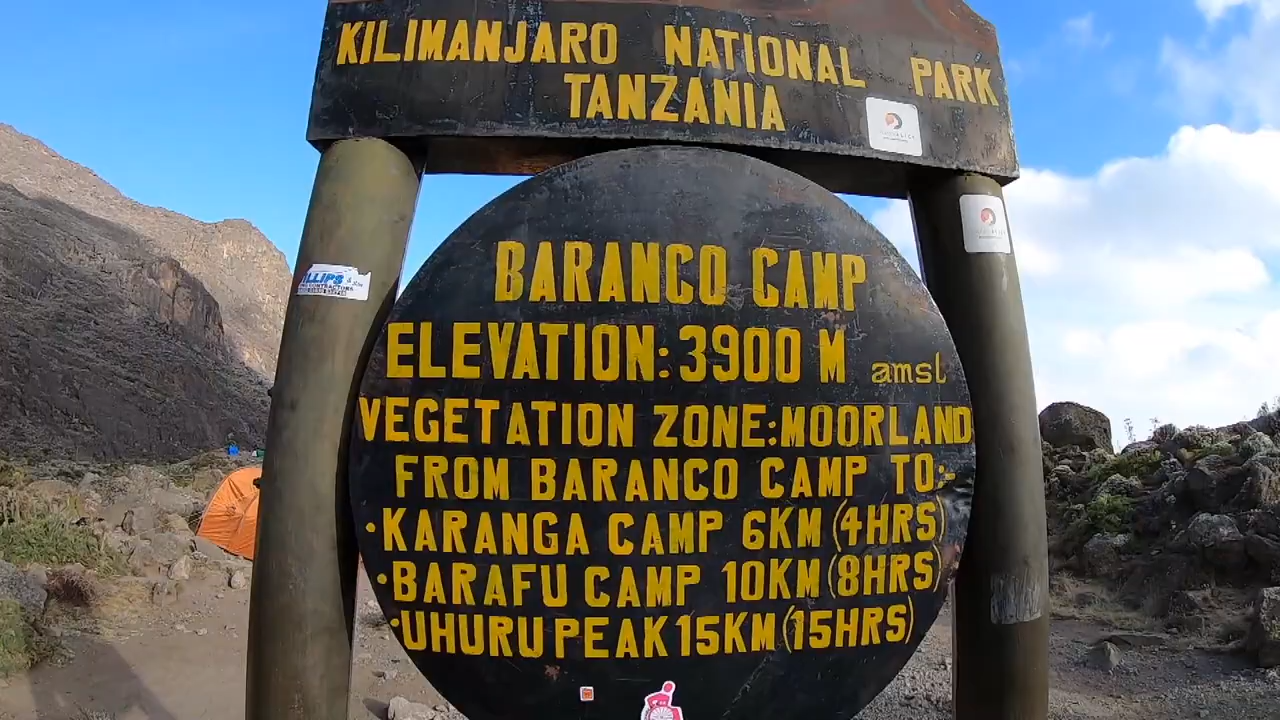 KILIMANJARO NATIONAL PARK
TANZANIA
BARANCO CAMP
ELEVATION: 3900 M amsl
VEGETATION ZONE: MOORLAND
FROM BARANCO CAMP TO:-
•KARANGA CAMP 6KM (4HRS)
•BARAFU CAMP 10KM (8HRS)
•UHURU PEAK 15KM (15HRS)